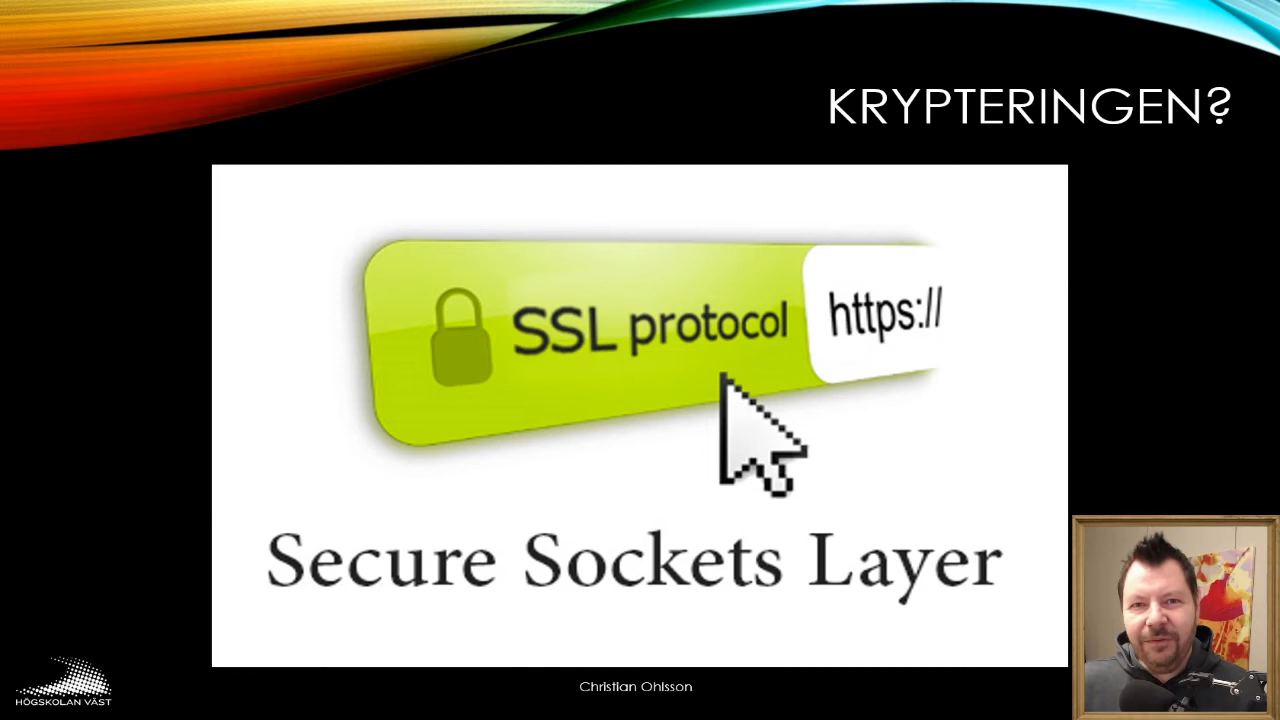 KRYPTERINGEN?
SSL protocol
https://
Secure Sockets Layer
Christian Ohlsson
HÖGSKOLAN VÄST